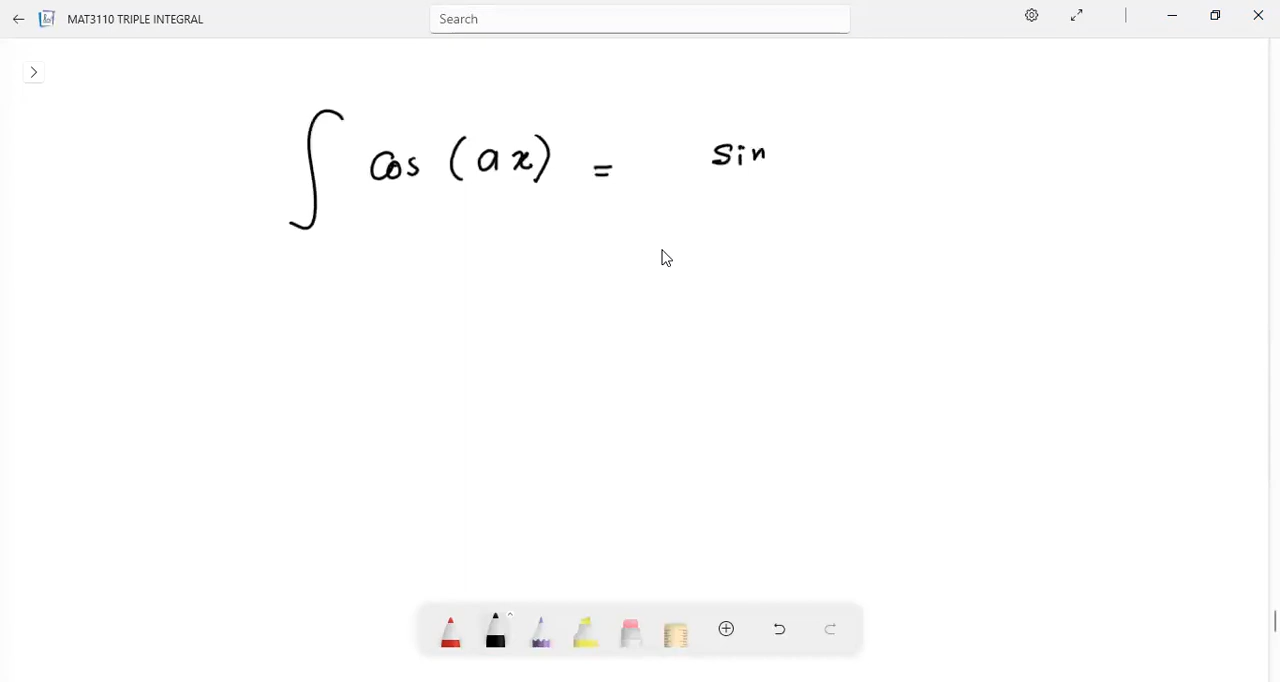 MAT3110 TRIPLE INTEGRAL
Search
∫ cos (ax) = sin